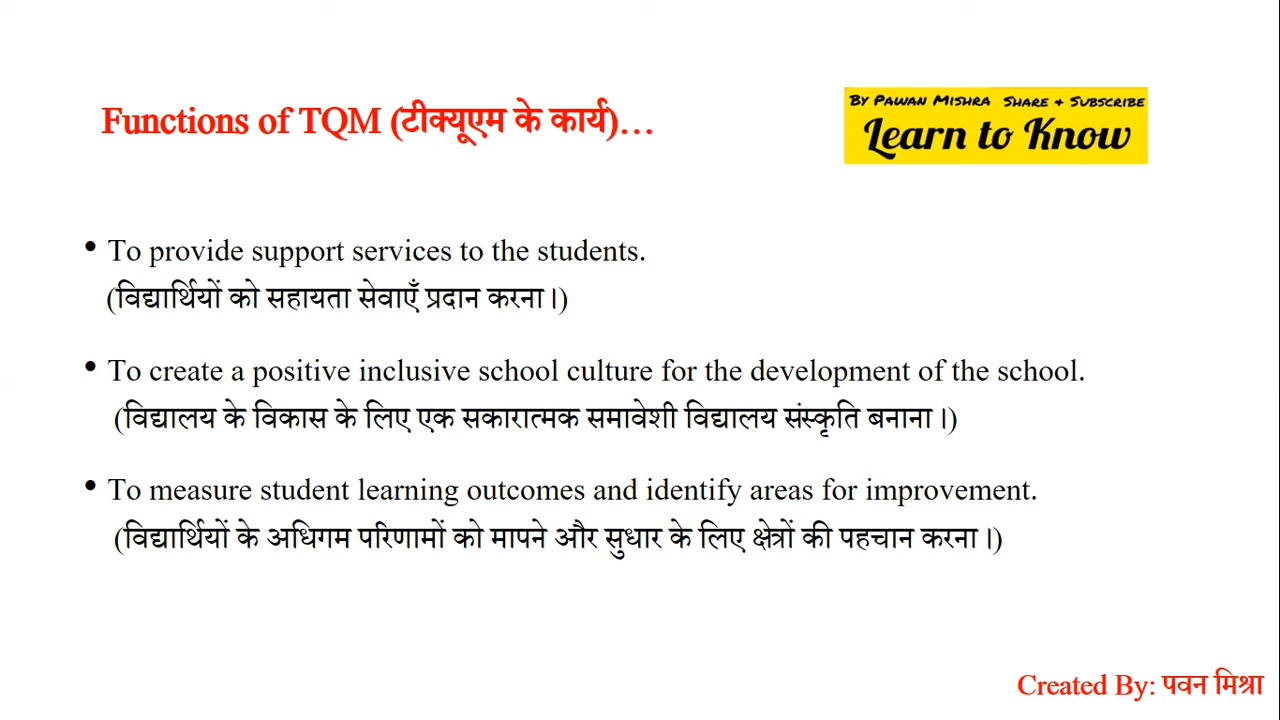 Functions of TQM (टीक्यूएम के कार्य)...
By Pawan Mishra Share & Subscribe
Learn to Know
• To provide support services to the students.
(विद्यार्थियों को सहायता सेवाएँ प्रदान करना।)
• To create a positive inclusive school culture for the development of the school.
(विद्यालय के विकास के लिए एक सकारात्मक समावेशी विद्यालय संस्कृति बनाना।)
• To measure student learning outcomes and identify areas for improvement.
(विद्यार्थियों के अधिगम परिणामों को मापने और सुधार के लिए क्षेत्रों की पहचान करना।)
Created By: पवन मिश्रा